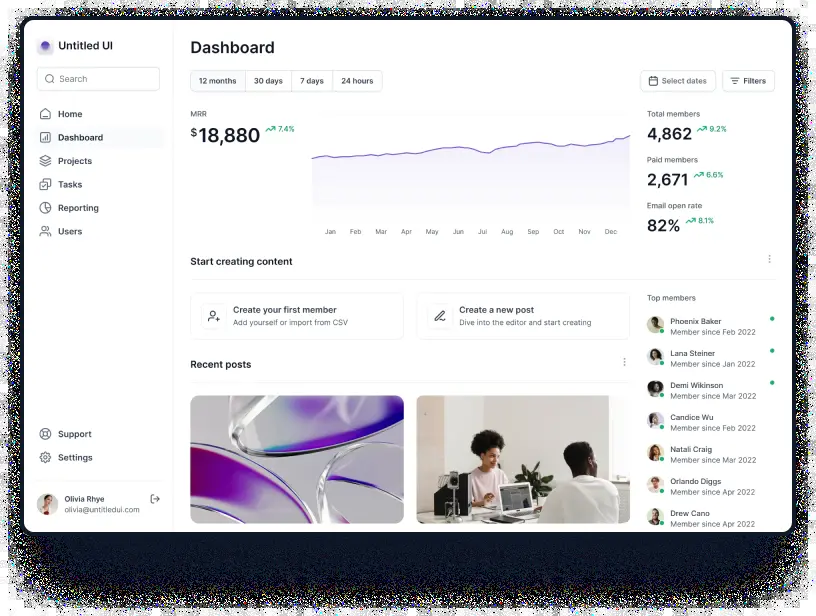 Untitled UI
Search
Home
Dashboard
Projects
Tasks
Reporting
Users
Support
Settings
Olivia Rhye
olivia@untitledui.com
Dashboard
12 months 30 days 7 days 24 hours
Select dates Filters
MRR
$18,880 7.4%
Jan Feb Mar Apr May Jun Jul Aug Sep Oct Nov Dec
Total members
4,862 9.2%
Paid members
2,671 6.6%
Email open rate
82% 8.1%
Start creating content
Create your first member
Add yourself or import from CSV
Create a new post
Dive into the editor and start creating
Recent posts
Top members
Phoenix Baker
Member since Feb 2022
Lana Steiner
Member since Jan 2022
Demi Wikinson
Member since Mar 2022
Candice Wu
Member since Feb 2022
Natali Craig
Member since Mar 2022
Orlando Diggs
Member since Apr 2022
Drew Cano
Member since Apr 2022